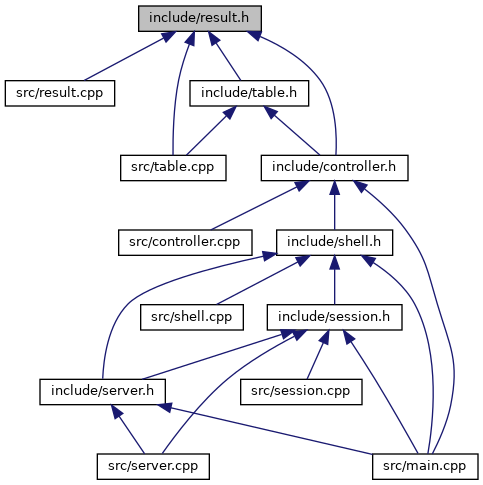 include/result.h
src/result.cpp
include/table.h
src/table.cpp
include/controller.h
src/controller.cpp
include/shell.h
src/shell.cpp
include/session.h
include/server.h
src/session.cpp
src/server.cpp
src/main.cpp